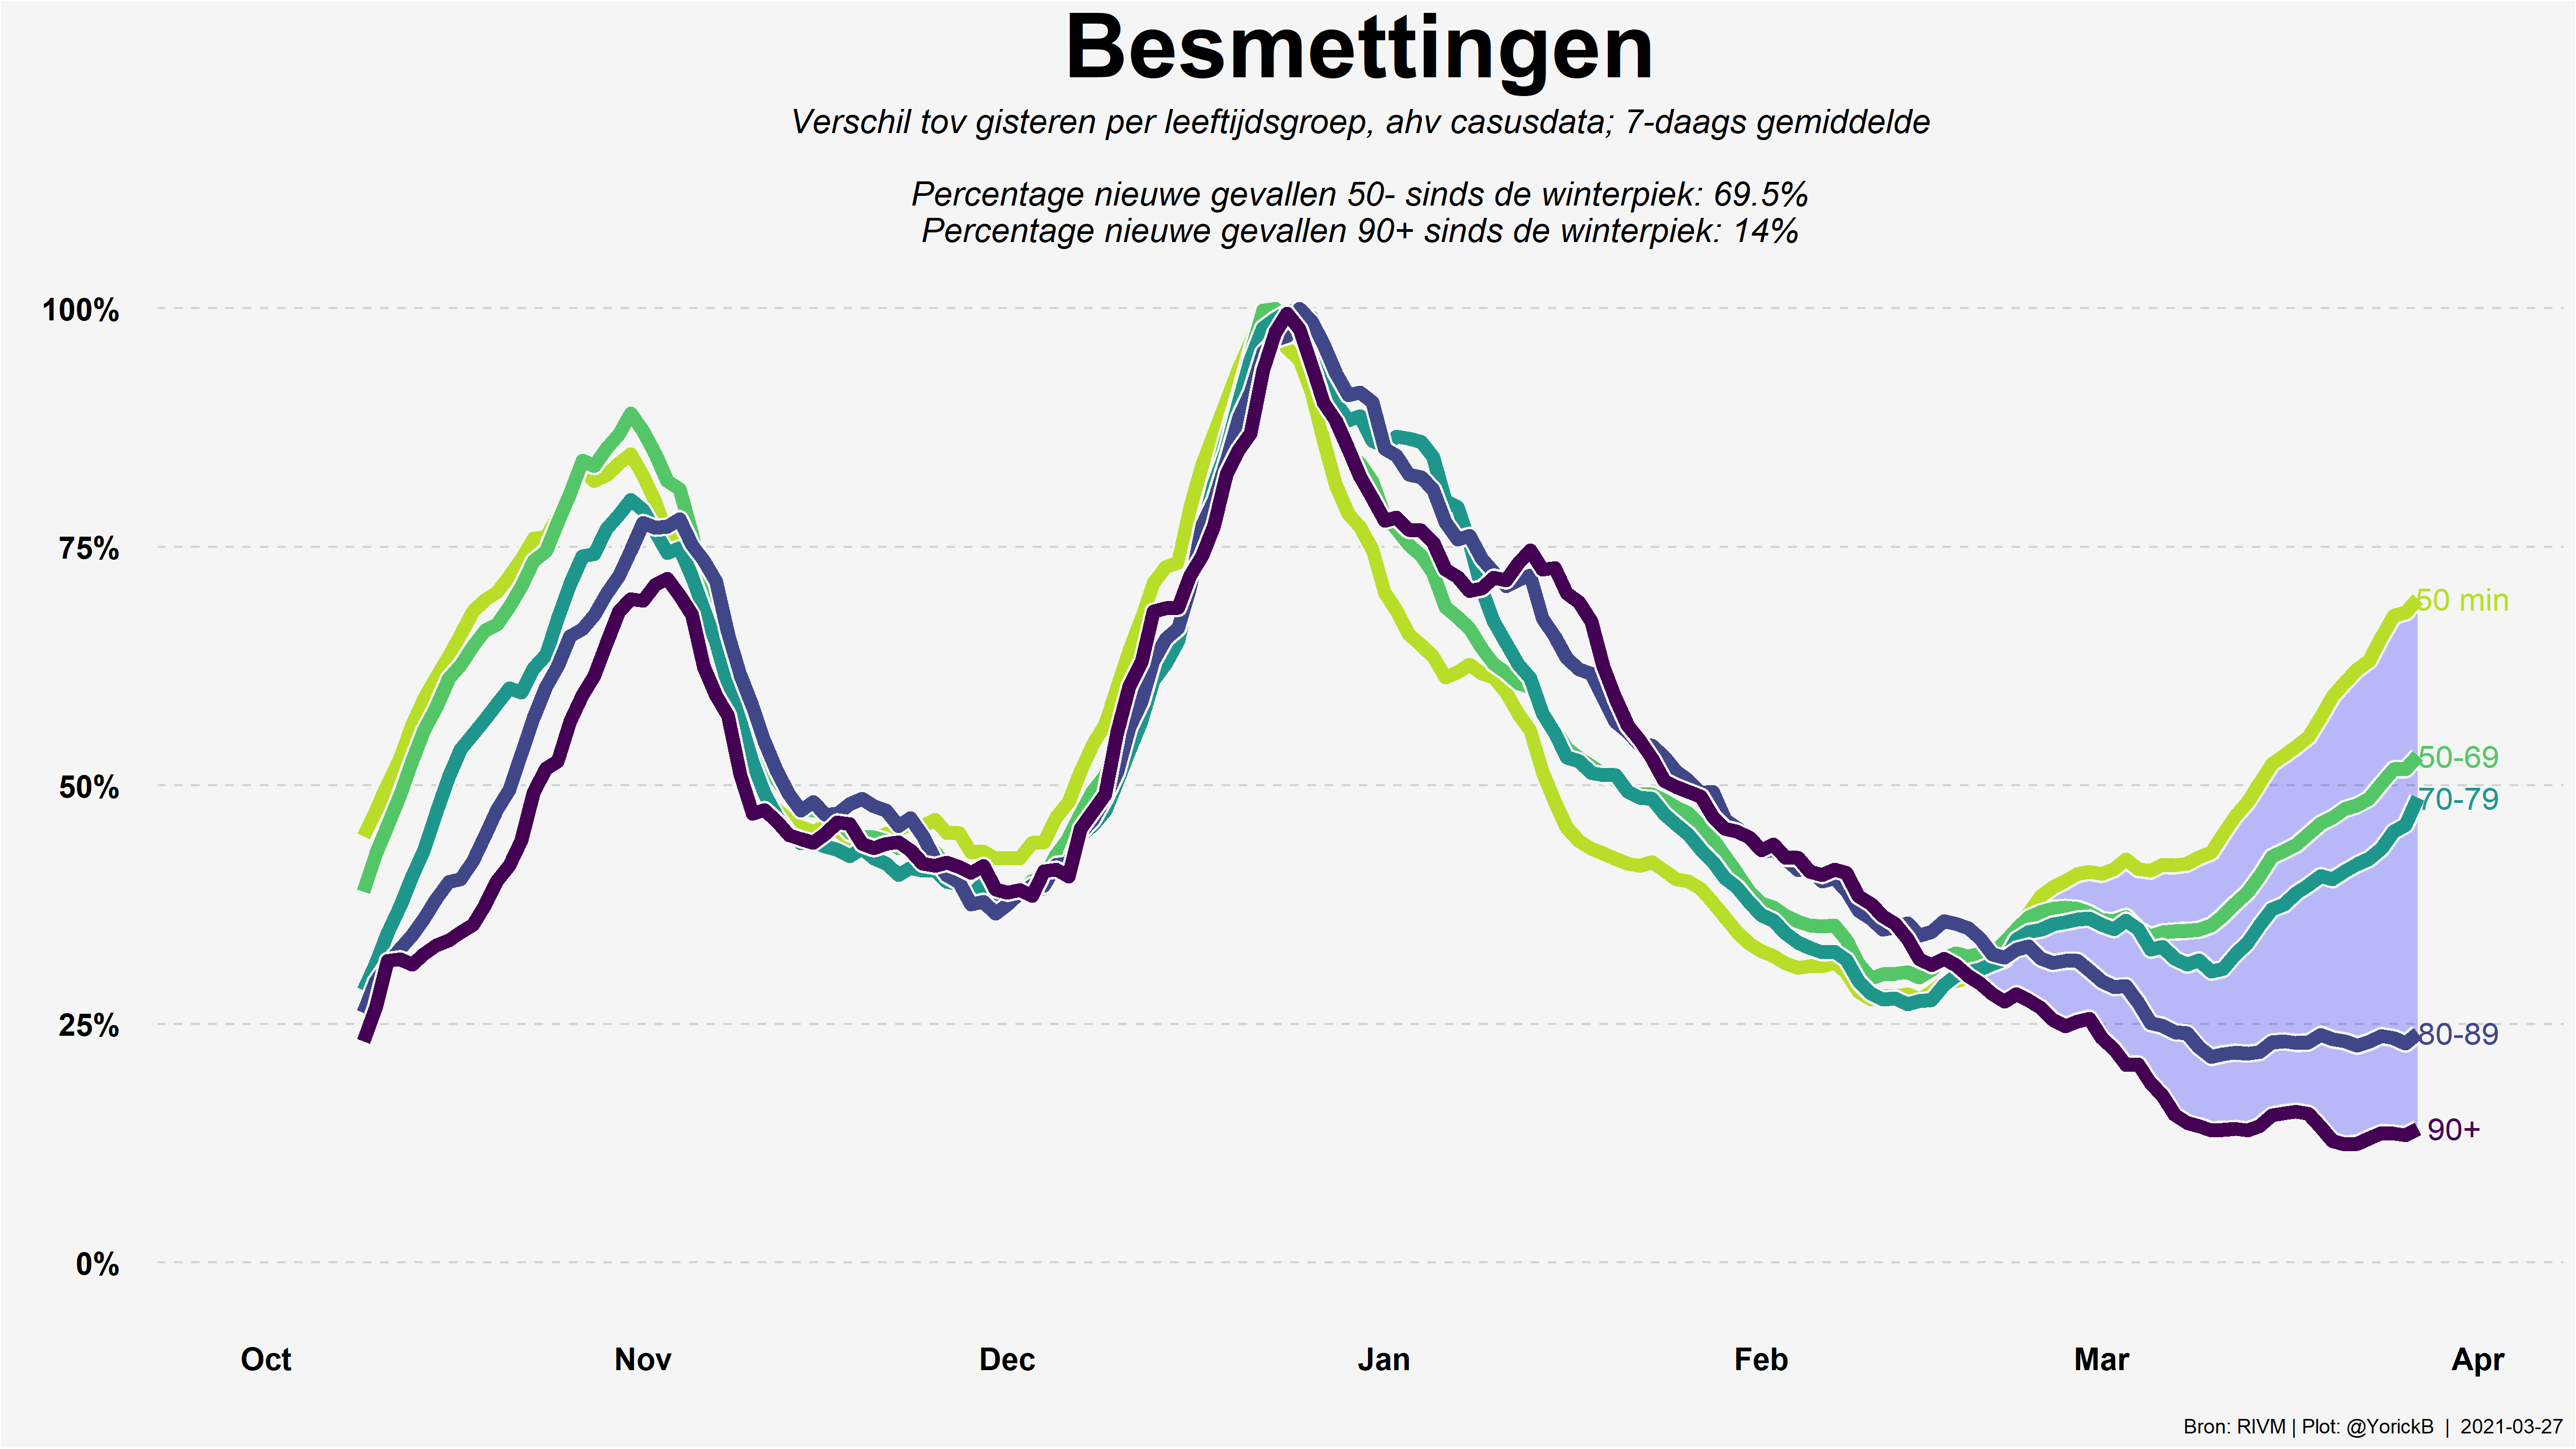 Besmettingen
Verschil tov gisteren per leeftijdsgroep, ahv casusdata; 7-daags gemiddelde
Percentage nieuwe gevallen 50- sinds de winterpiek: 69.5%
Percentage nieuwe gevallen 90+ sinds de winterpiek: 14%
100%
75%
50%
25%
0%
50 min
50-69
70-79
80-89
90+
Oct Nov Dec Jan Feb Mar Apr
Bron: RIVM | Plot: @YorickB | 2021-03-27